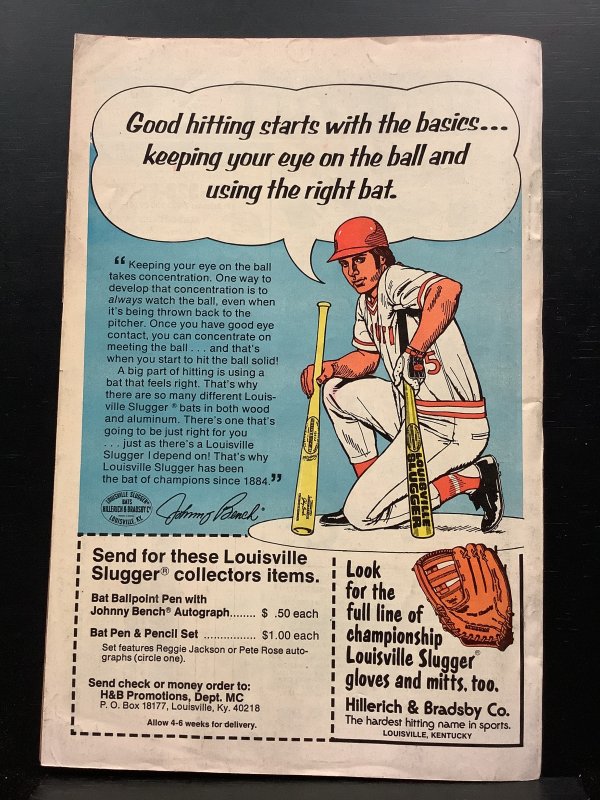 Good hitting starts with the basics...
keeping your eye on the ball and
using the right bat.
“ Keeping your eye on the ball
takes concentration. One way to
develop that concentration is to
always watch the ball, even when
it's being thrown back to the
pitcher. Once you have good eye
contact, you can concentrate on
meeting the ball . . . and that's
when you start to hit the ball solid!
A big part of hitting is using a
bat that feels right. That's why
there are so many different Louis-
ville Slugger® bats in both wood
and aluminum. There's one that's
going to be just right for you
. . . just as there's a Louisville
Slugger I depend on! That's why
Louisville Slugger has been
the bat of champions since 1884.”
LOUISVILLE SLUGGER
BATS
HILLERICH & BRADSBY Co
LOUISVILLE, KY.
Johnny Bench
5
LOUISVILLE
SLUGGER
Send for these Louisville
Slugger® collectors items.
Bat Ballpoint Pen with
Johnny Bench® Autograph....... $ .50 each
Bat Pen & Pencil Set .............. $1.00 each
Set features Reggie Jackson or Pete Rose auto-
graphs (circle one).
Send check or money order to:
H&B Promotions, Dept. MC
P. O. Box 18177, Louisville, Ky. 40218
Allow 4-6 weeks for delivery.
Look
for the
full line of
championship
Louisville Slugger®
gloves and mitts, too.
Hillerich & Bradsby Co.
The hardest hitting name in sports.
LOUISVILLE, KENTUCKY